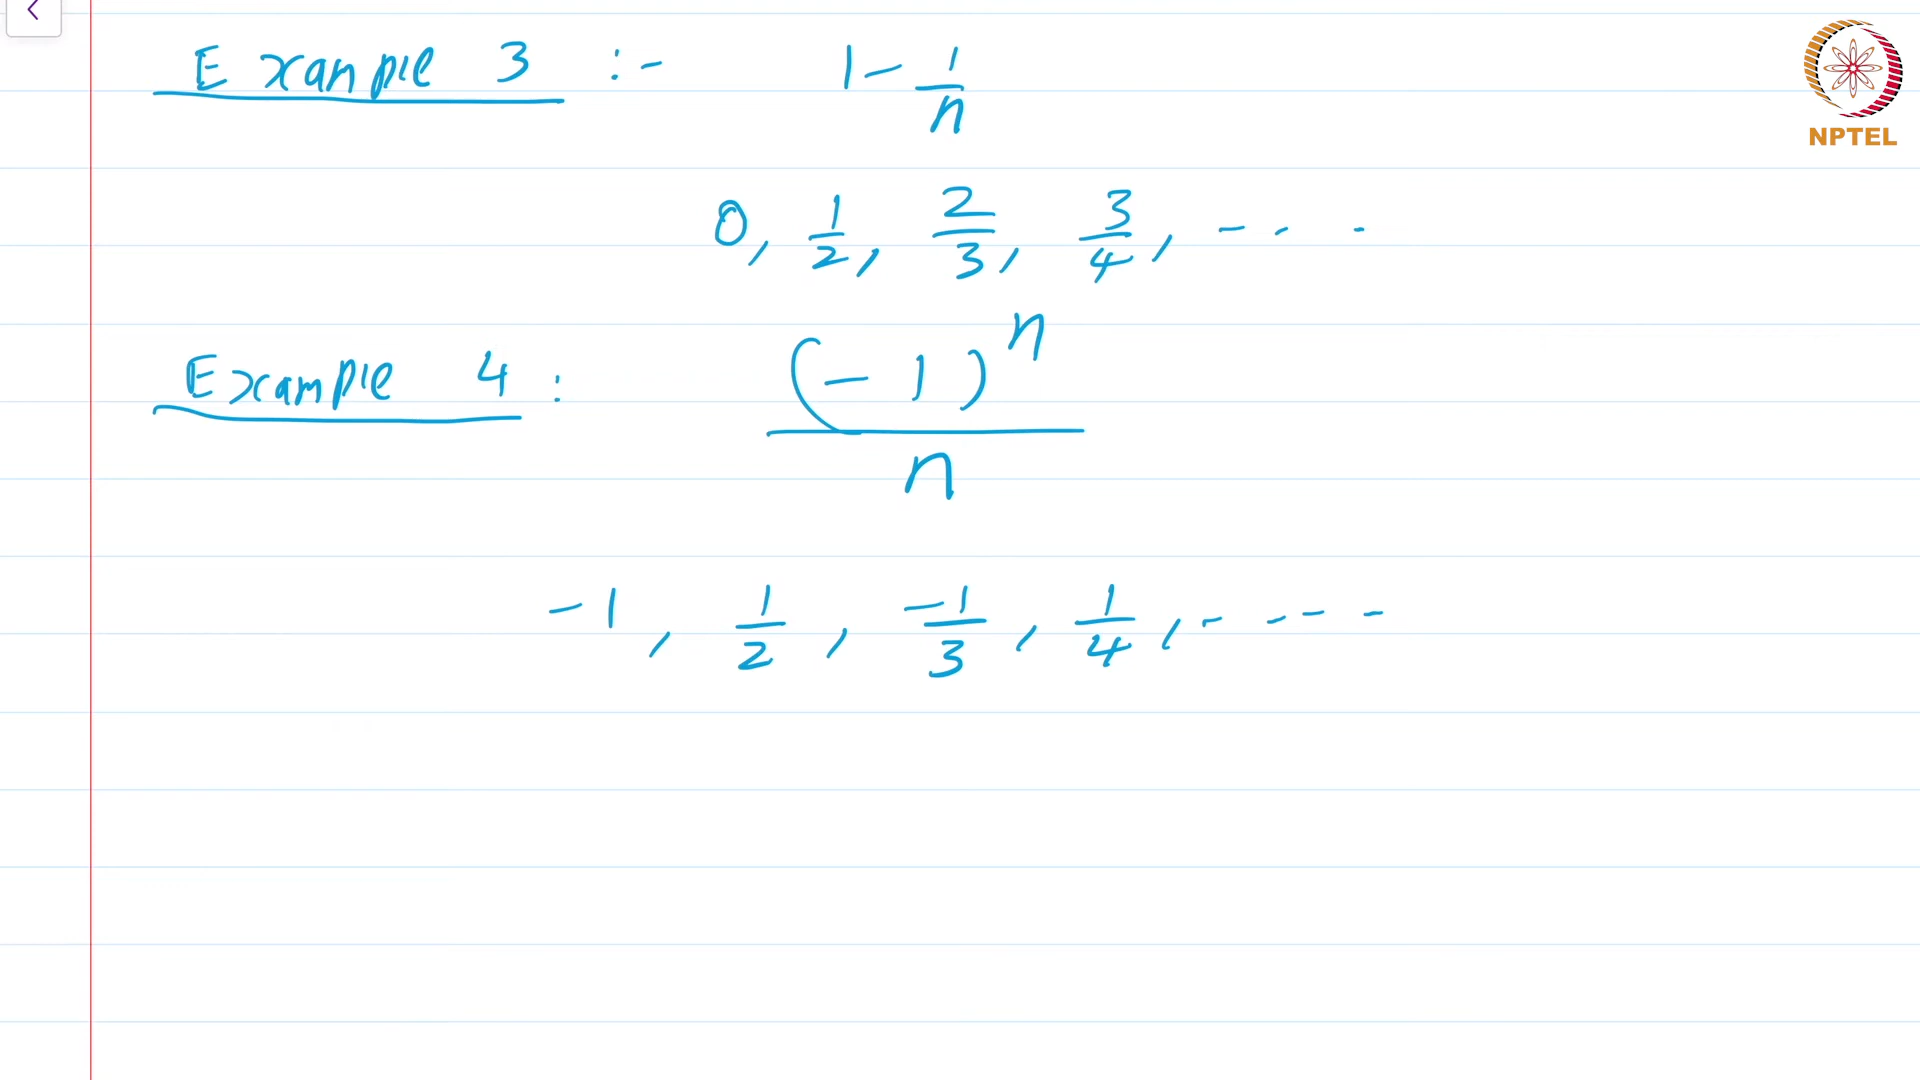 Example 3 :- 1 - 1/n
NPTEL
0, 1/2, 2/3, 3/4, - - -
Example 4 : (-1)^n / n
-1, 1/2, -1/3, 1/4, - - - -